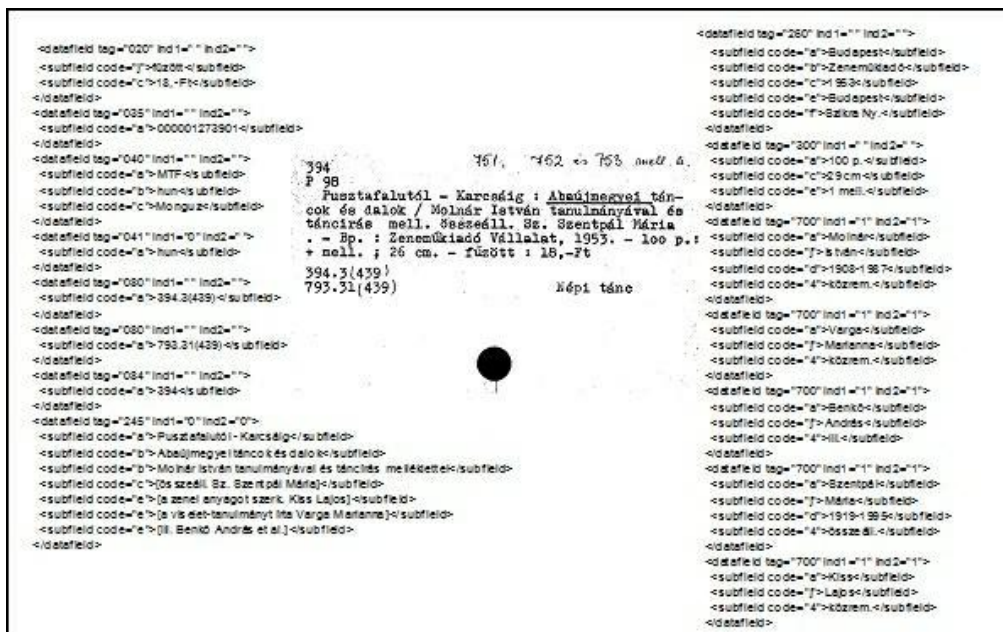 <datafield tag="020" ind1=" " ind2="">
<subfield code="j">fűzött</subfield>
<subfield code="c">18,-Ft</subfield>
</datafield>
<datafield tag="035" ind1="" ind2="">
<subfield code="a">000001273901</subfield>
</datafield>
<datafield tag="040" ind1="" ind2="">
<subfield code="a">MTF</subfield>
<subfield code="b">hun</subfield>
<subfield code="c">Monguz</subfield>
</datafield>
<datafield tag="041" ind1="0" ind2="">
<subfield code="a">hun</subfield>
</datafield>
<datafield tag="080" ind1="" ind2="">
<subfield code="a">394.3(439)</subfield>
</datafield>
<datafield tag="080" ind1="" ind2="">
<subfield code="a">793.31(439)</subfield>
</datafield>
<datafield tag="084" ind1="" ind2="">
<subfield code="a">394</subfield>
</datafield>
<datafield tag="245" ind1="0" ind2="0">
<subfield code="a">Pusztafalutól - Karcsáig</subfield>
<subfield code="b">Abaújmegyei táncok és dalok</subfield>
<subfield code="b">Molnár István tanulmányával és táncírás melléklettel</subfield>
<subfield code="c">[összeáll. Sz. Szentpál Mária]</subfield>
<subfield code="e">[a zenei anyagot szerk. Kiss Lajos]</subfield>
<subfield code="e">[a viselet-tanulmányt írta Varga Marianna]</subfield>
<subfield code="e">[ill. Benkő András et al.]</subfield>
</datafield>
751, 752 és 753 mell. a.
394
P 98
Pusztafalutól - Karcsáig : Abaújmegyei tán-
cok és dalok / Molnár István tanulmányával és
táncírás mell. összeáll. Sz. Szentpál Mária
. - Bp. : Zeneműkiadó Vállalat, 1953. - 100 p.:
+ mell. ; 26 cm. - fűzött : 18,-Ft
394.3(439)
793.31(439) Népi tánc
<datafield tag="260" ind1="" ind2="">
<subfield code="a">Budapest</subfield>
<subfield code="b">Zeneműkiadó</subfield>
<subfield code="c">1953</subfield>
<subfield code="e">Budapest</subfield>
<subfield code="f">Szikra Ny.</subfield>
</datafield>
<datafield tag="300" ind1=" " ind2="">
<subfield code="a">100 p.</subfield>
<subfield code="c">29cm</subfield>
<subfield code="e">1 mell.</subfield>
<datafield tag="700" ind1="1" ind2="1">
<subfield code="a">Molnár</subfield>
<subfield code="j">István</subfield>
<subfield code="d">1908-1987</subfield>
<subfield code="4">közrem.</subfield>
</datafield>
<datafield tag="700" ind1="1" ind2="1">
<subfield code="a">Varga</subfield>
<subfield code="j">Marianna</subfield>
<subfield code="4">közrem.</subfield>
</datafield>
<datafield tag="700" ind1="1" ind2="1">
<subfield code="a">Benkő</subfield>
<subfield code="j">András</subfield>
<subfield code="4">ill.</subfield>
</datafield>
<datafield tag="700" ind1="1" ind2="1">
<subfield code="a">Szentpál</subfield>
<subfield code="j">Mária</subfield>
<subfield code="d">1919-1995</subfield>
<subfield code="4">összeáll.</subfield>
</datafield>
<datafield tag="700" ind1="1" ind2="1">
<subfield code="a">Kiss</subfield>
<subfield code="j">Lajos</subfield>
<subfield code="4">közrem.</subfield>
</datafield>